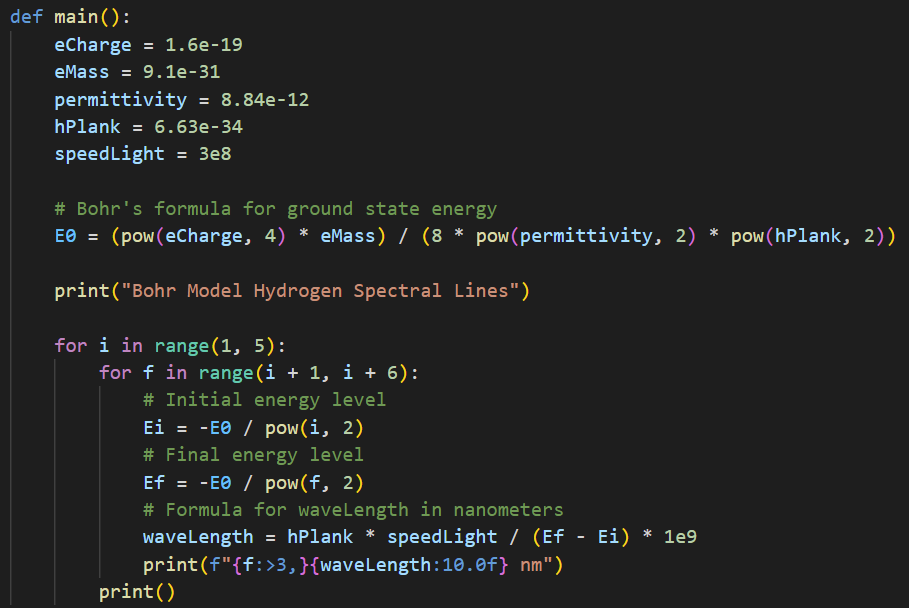 def main():
    eCharge = 1.6e-19
    eMass = 9.1e-31
    permittivity = 8.84e-12
    hPlank = 6.63e-34
    speedLight = 3e8

    # Bohr's formula for ground state energy
    E0 = (pow(eCharge, 4) * eMass) / (8 * pow(permittivity, 2) * pow(hPlank, 2))

    print("Bohr Model Hydrogen Spectral Lines")

    for i in range(1, 5):
        for f in range(i + 1, i + 6):
            # Initial energy level
            Ei = -E0 / pow(i, 2)
            # Final energy level
            Ef = -E0 / pow(f, 2)
            # Formula for waveLength in nanometers
            waveLength = hPlank * speedLight / (Ef - Ei) * 1e9
            print(f"{f:>3,}{waveLength:10.0f} nm")
        print()